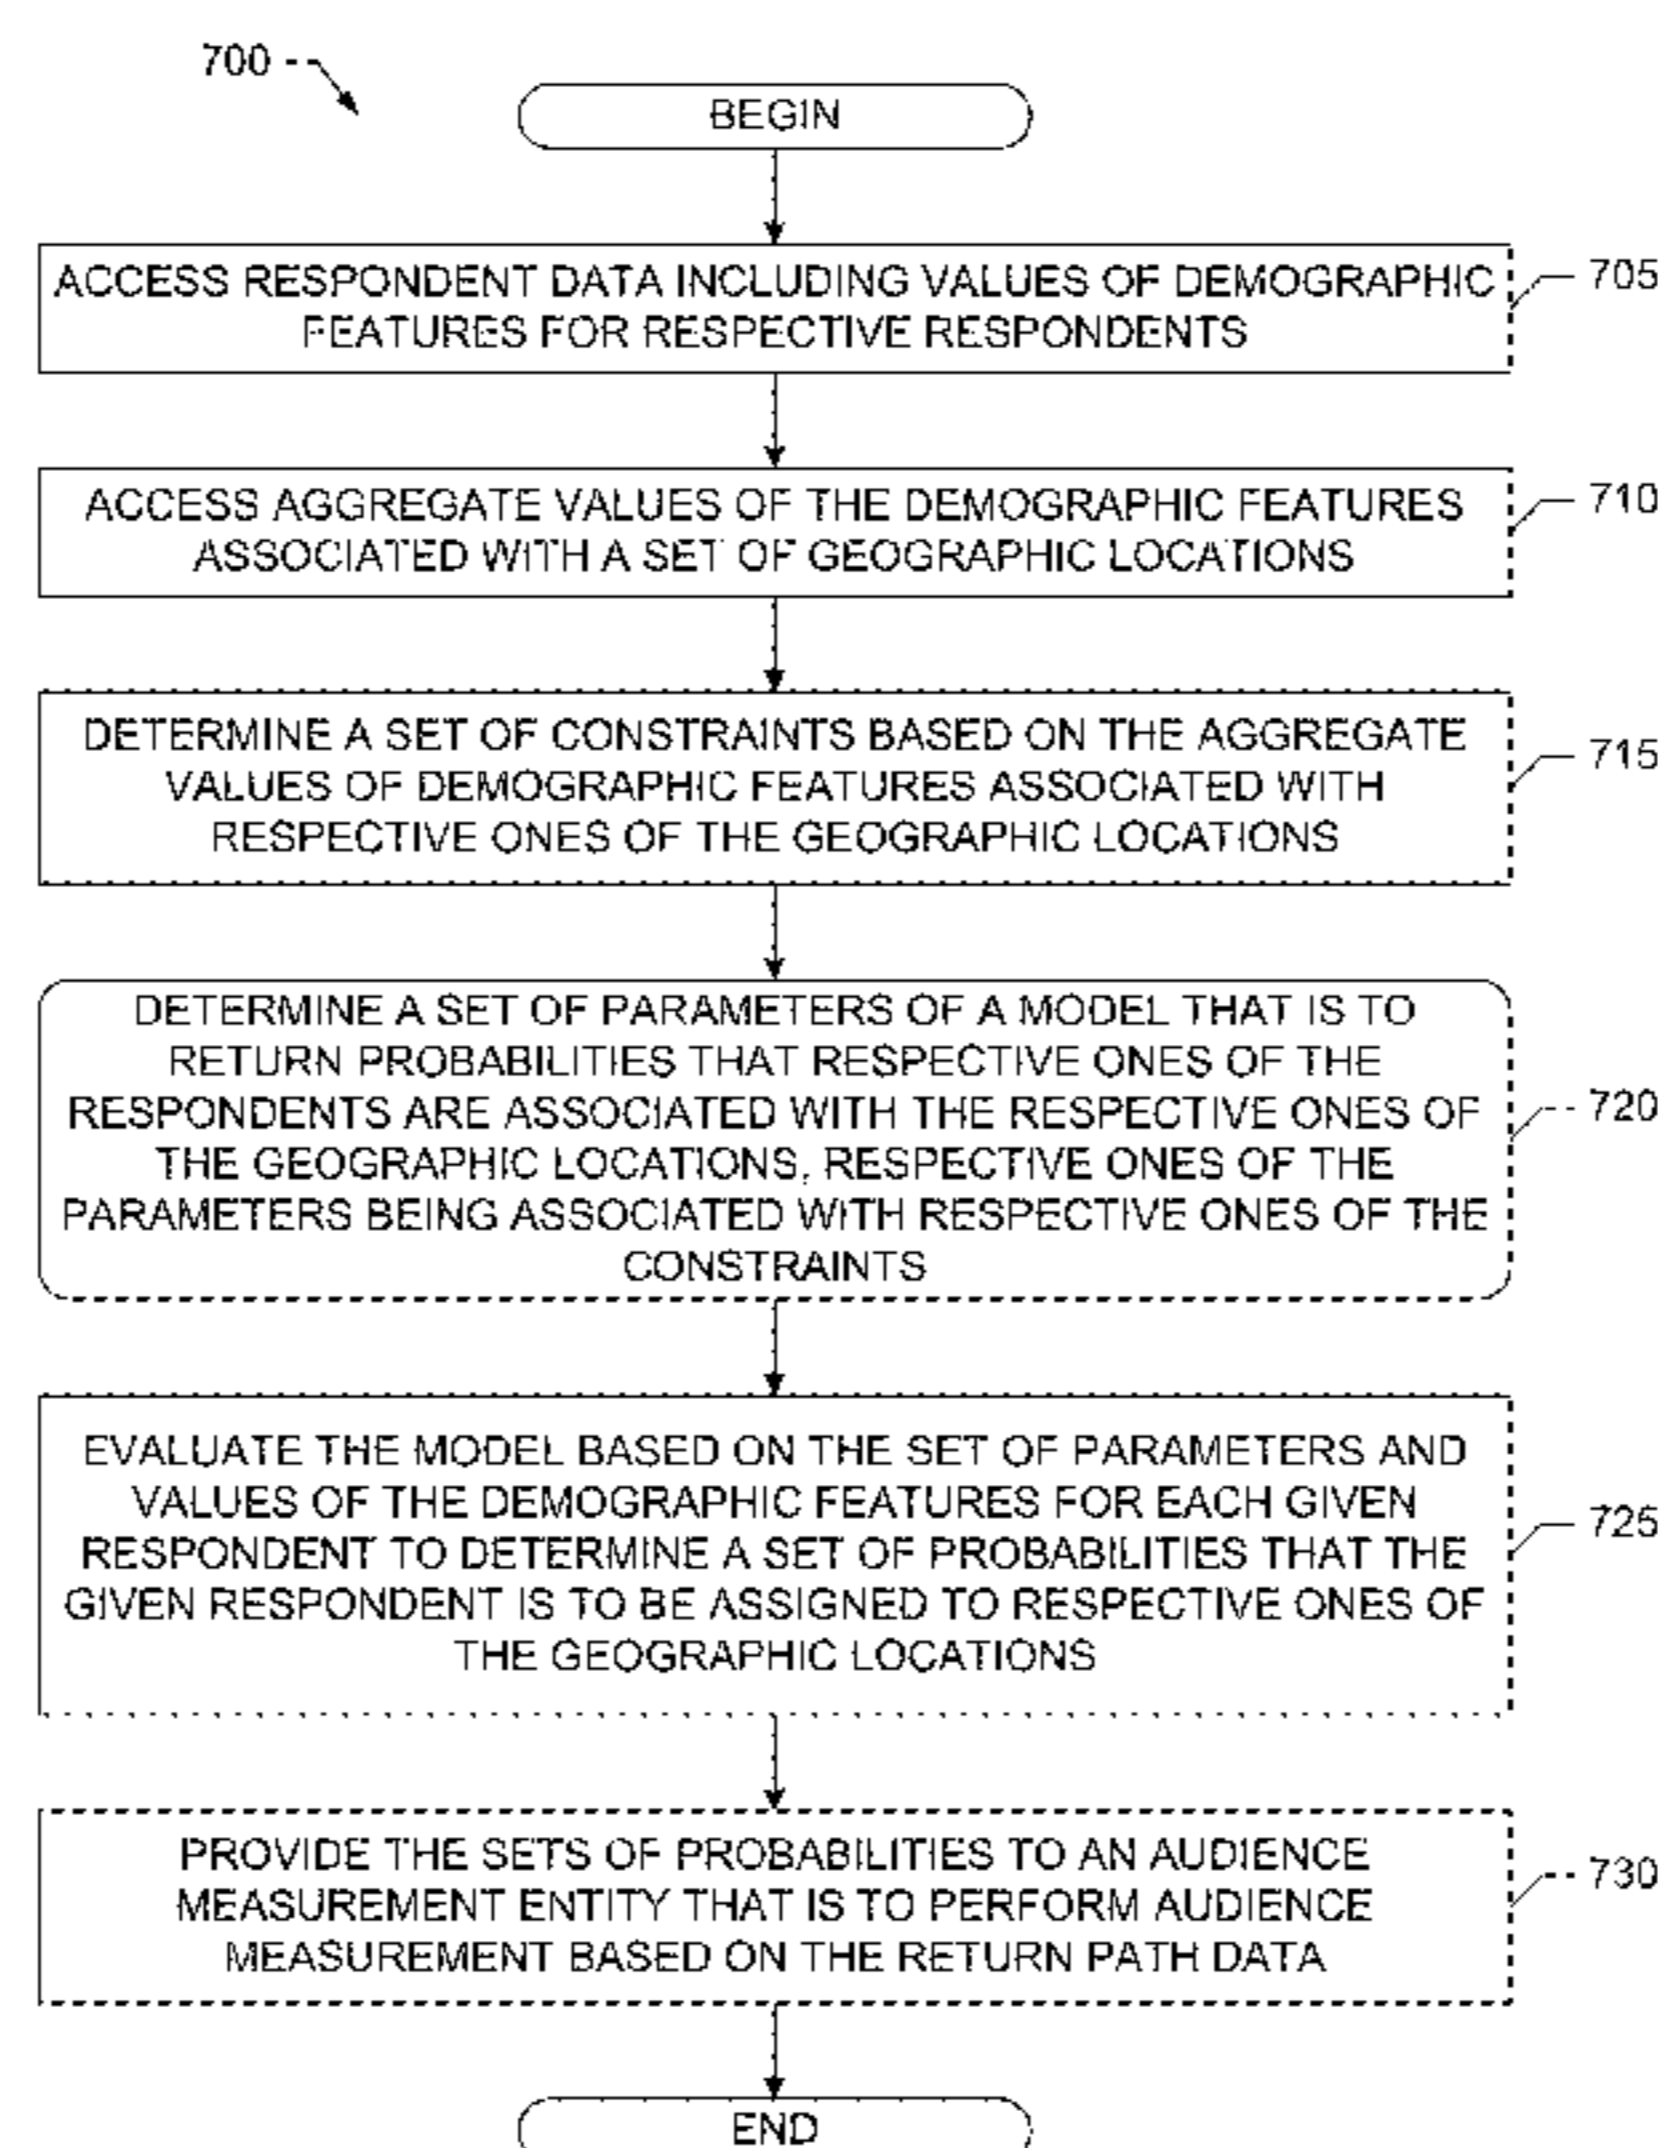 700
BEGIN
ACCESS RESPONDENT DATA INCLUDING VALUES OF DEMOGRAPHIC
FEATURES FOR RESPECTIVE RESPONDENTS
705
ACCESS AGGREGATE VALUES OF THE DEMOGRAPHIC FEATURES
ASSOCIATED WITH A SET OF GEOGRAPHIC LOCATIONS
710
DETERMINE A SET OF CONSTRAINTS BASED ON THE AGGREGATE
VALUES OF DEMOGRAPHIC FEATURES ASSOCIATED WITH
RESPECTIVE ONES OF THE GEOGRAPHIC LOCATIONS
715
DETERMINE A SET OF PARAMETERS OF A MODEL THAT IS TO
RETURN PROBABILITIES THAT RESPECTIVE ONES OF THE
RESPONDENTS ARE ASSOCIATED WITH THE RESPECTIVE ONES OF
THE GEOGRAPHIC LOCATIONS, RESPECTIVE ONES OF THE
PARAMETERS BEING ASSOCIATED WITH RESPECTIVE ONES OF THE
CONSTRAINTS
720
EVALUATE THE MODEL BASED ON THE SET OF PARAMETERS AND
VALUES OF THE DEMOGRAPHIC FEATURES FOR EACH GIVEN
RESPONDENT TO DETERMINE A SET OF PROBABILITIES THAT THE
GIVEN RESPONDENT IS TO BE ASSIGNED TO RESPECTIVE ONES OF
THE GEOGRAPHIC LOCATIONS
725
PROVIDE THE SETS OF PROBABILITIES TO AN AUDIENCE
MEASUREMENT ENTITY THAT IS TO PERFORM AUDIENCE
MEASUREMENT BASED ON THE RETURN PATH DATA
730
END